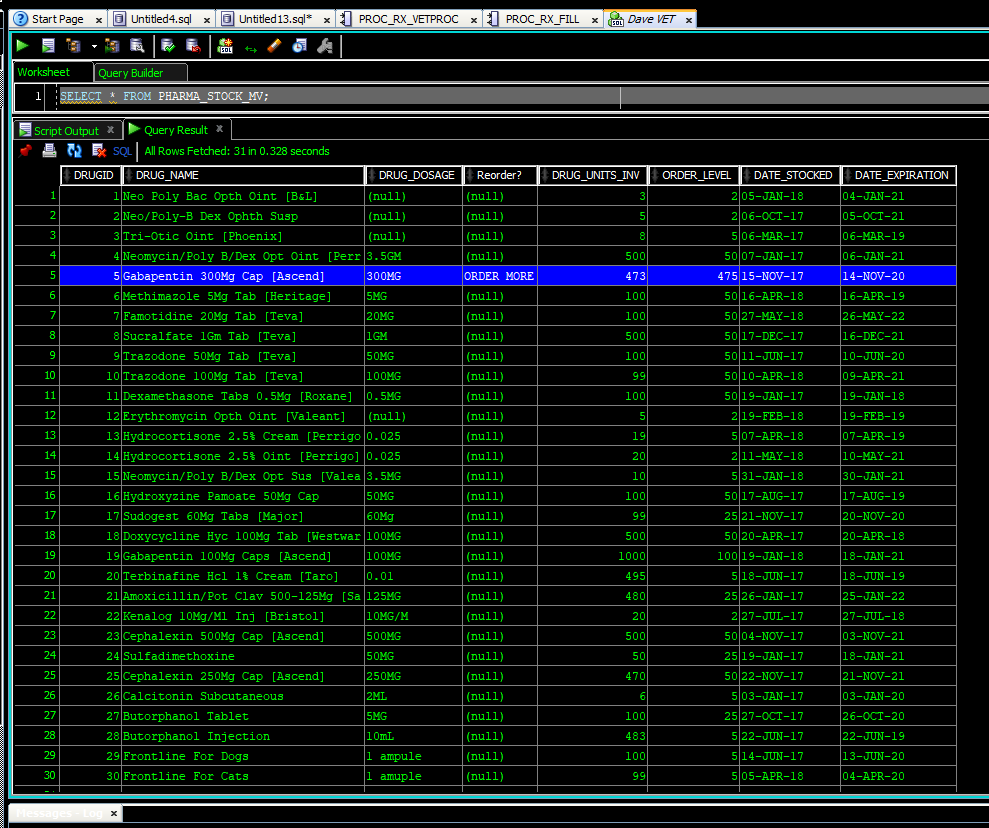 Start Page × Untitled4.sql × Untitled13.sql* × PROC_RX_VETPROC × PROC_RX_FILL × Dave VET ×
Worksheet Query Builder
1 SELECT * FROM PHARMA_STOCK_MV;
Script Output × Query Result ×
SQL All Rows Fetched: 31 in 0.328 seconds
DRUGID DRUG_NAME DRUG_DOSAGE Reorder? DRUG_UNITS_INV ORDER_LEVEL DATE_STOCKED DATE_EXPIRATION
1 1 Neo Poly Bac Opth Oint [B&L] (null) (null) 3 2 05-JAN-18 04-JAN-21
2 2 Neo/Poly-B Dex Ophth Susp (null) (null) 5 2 06-OCT-17 05-OCT-21
3 3 Tri-Otic Oint [Phoenix] (null) (null) 8 5 06-MAR-17 06-MAR-19
4 4 Neomycin/Poly B/Dex Opt Oint [Perr 3.5GM (null) 500 50 07-JAN-17 06-JAN-21
5 5 Gabapentin 300Mg Cap [Ascend] 300MG ORDER MORE 473 475 15-NOV-17 14-NOV-20
6 6 Methimazole 5Mg Tab [Heritage] 5MG (null) 100 50 16-APR-18 16-APR-19
7 7 Famotidine 20Mg Tab [Teva] 20MG (null) 100 50 27-MAY-18 26-MAY-22
8 8 Sucralfate 1Gm Tab [Teva] 1GM (null) 500 50 17-DEC-17 16-DEC-21
9 9 Trazodone 50Mg Tab [Teva] 50MG (null) 100 50 11-JUN-17 10-JUN-20
10 10 Trazodone 100Mg Tab [Teva] 100MG (null) 99 50 10-APR-18 09-APR-21
11 11 Dexamethasone Tabs 0.5Mg [Roxane] 0.5MG (null) 100 50 19-JAN-17 19-JAN-18
12 12 Erythromycin Opth Oint [Valeant] (null) (null) 5 2 19-FEB-18 19-FEB-19
13 13 Hydrocortisone 2.5% Cream [Perrigo 0.025 (null) 19 5 07-APR-18 07-APR-19
14 14 Hydrocortisone 2.5% Oint [Perrigo] 0.025 (null) 20 2 11-MAY-18 10-MAY-21
15 15 Neomycin/Poly B/Dex Opt Sus [Valea 3.5MG (null) 10 5 31-JAN-18 30-JAN-21
16 16 Hydroxyzine Pamoate 50Mg Cap 50MG (null) 100 50 17-AUG-17 17-AUG-19
17 17 Sudogest 60Mg Tabs [Major] 60Mg (null) 99 25 21-NOV-17 20-NOV-20
18 18 Doxycycline Hyc 100Mg Tab [Westwar 100MG (null) 500 50 20-APR-17 20-APR-18
19 19 Gabapentin 100Mg Caps [Ascend] 100MG (null) 1000 100 19-JAN-18 18-JAN-21
20 20 Terbinafine Hcl 1% Cream [Taro] 0.01 (null) 495 5 18-JUN-17 18-JUN-19
21 21 Amoxicillin/Pot Clav 500-125Mg [Sa 125MG (null) 480 25 26-JAN-17 25-JAN-22
22 22 Kenalog 10Mg/Ml Inj [Bristol] 10MG/M (null) 20 2 27-JUL-17 27-JUL-18
23 23 Cephalexin 500Mg Cap [Ascend] 500MG (null) 500 50 04-NOV-17 03-NOV-21
24 24 Sulfadimethoxine 50MG (null) 50 25 19-JAN-17 18-JAN-21
25 25 Cephalexin 250Mg Cap [Ascend] 250MG (null) 470 50 22-NOV-17 21-NOV-21
26 26 Calcitonin Subcutaneous 2ML (null) 6 5 03-JAN-17 03-JAN-20
27 27 Butorphanol Tablet 5MG (null) 100 25 27-OCT-17 26-OCT-20
28 28 Butorphanol Injection 10mL (null) 483 5 22-JUN-17 22-JUN-19
29 29 Frontline For Dogs 1 ampule (null) 100 5 14-JUN-17 13-JUN-20
30 30 Frontline For Cats 1 amuple (null) 99 5 05-APR-18 04-APR-20
Messages - Log ×